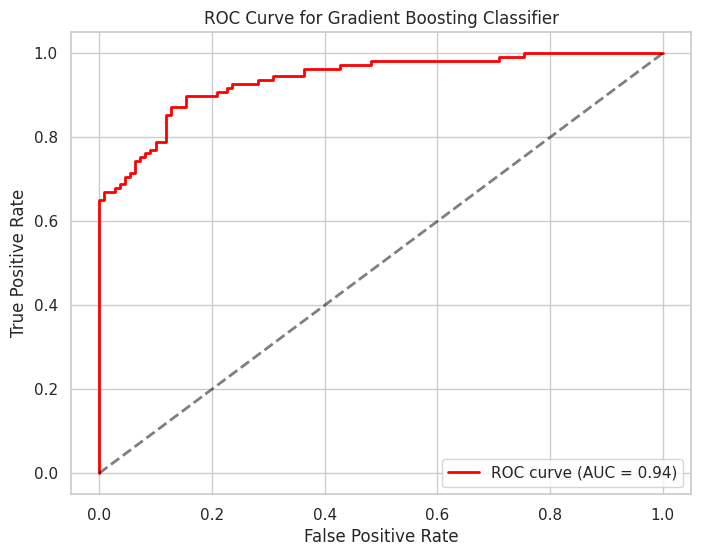 ROC Curve for Gradient Boosting Classifier
1.0
0.8
0.6
0.4
0.2
0.0
True Positive Rate
ROC curve (AUC = 0.94)
0.0 0.2 0.4 0.6 0.8 1.0
False Positive Rate